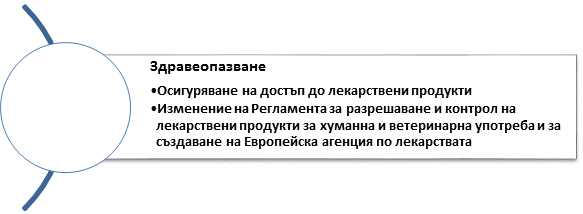 Здравеопазване
•Осигуряване на достъп до лекарствени продукти
•Изменение на Регламента за разрешаване и контрол на
лекарствени продукти за хуманна и ветеринарна употреба и за
създаване на Европейска агенция по лекарствата